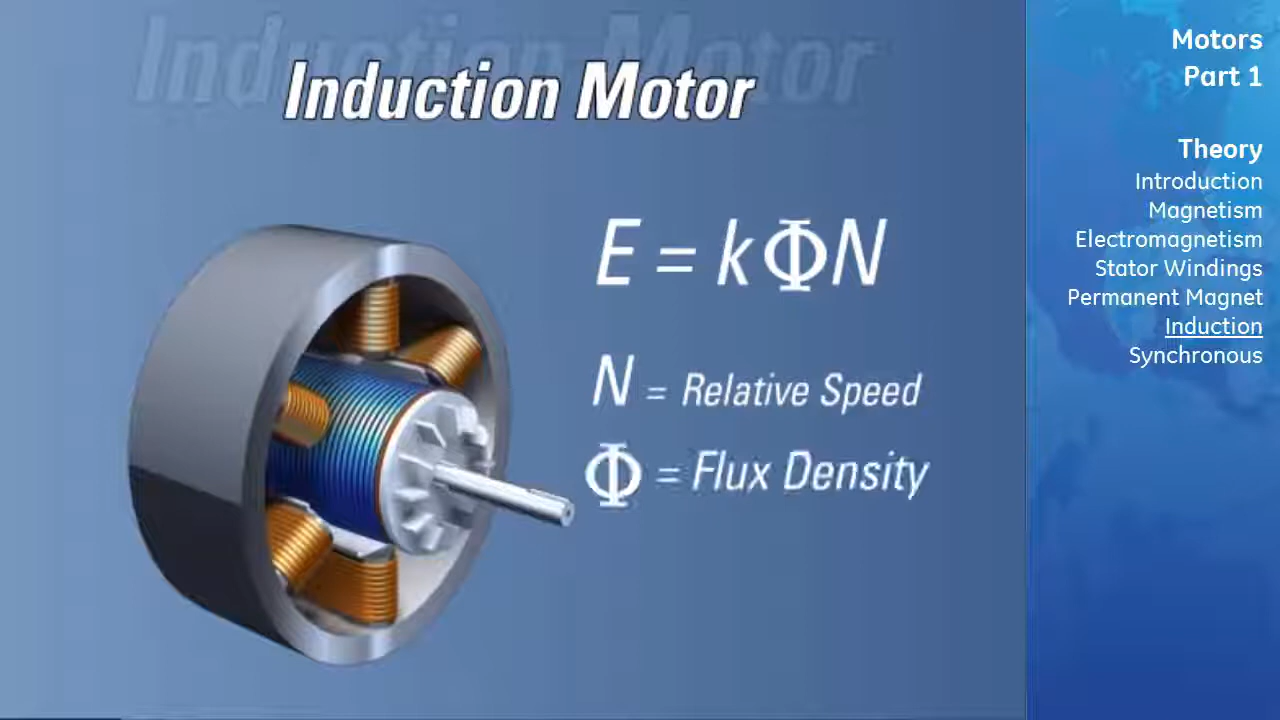 Induction Motor
Induction Motor
E = kΦN
N = Relative Speed
Φ = Flux Density
Motors
Part 1
Theory
Introduction
Magnetism
Electromagnetism
Stator Windings
Permanent Magnet
Induction
Synchronous